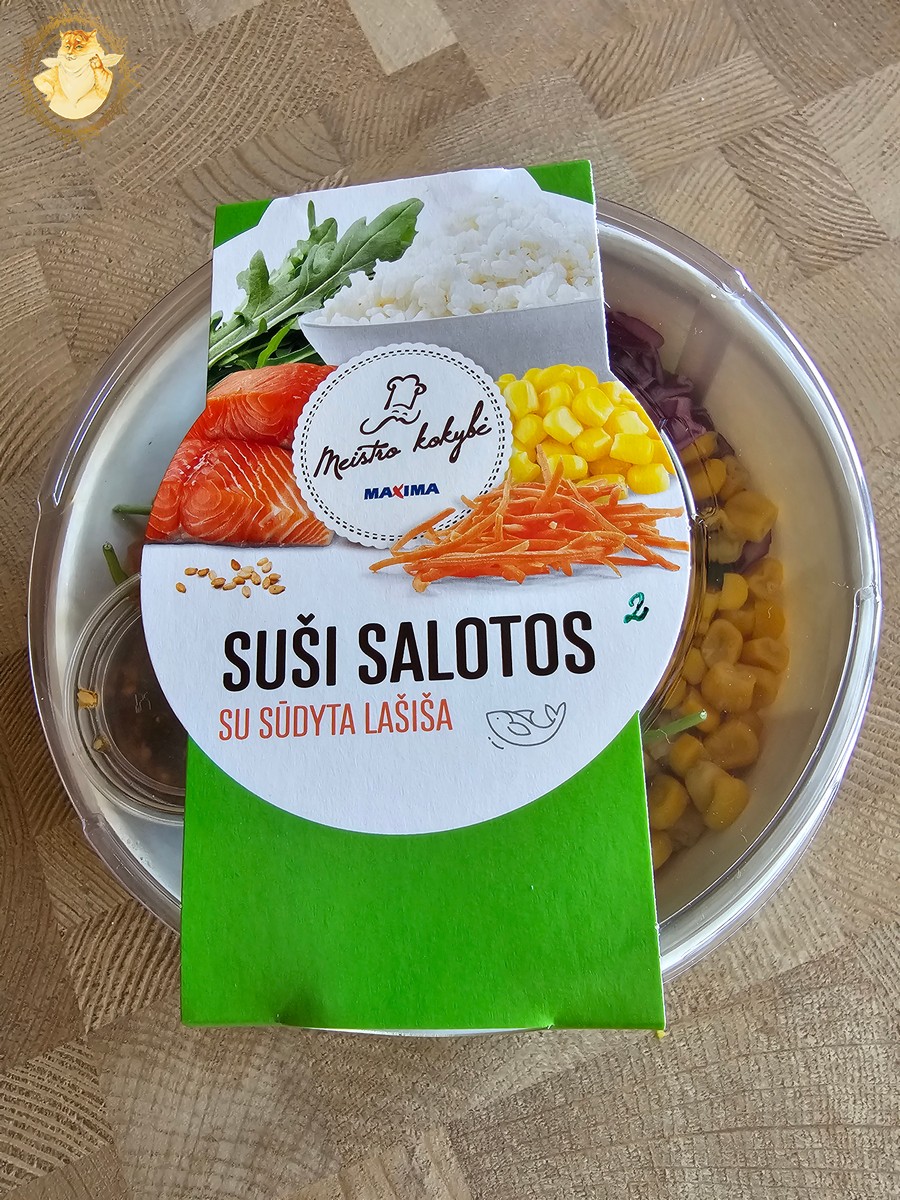 Meistro kokybė
MAXIMA
SUŠI SALOTOS
2
SU SŪDYTA LAŠIŠA